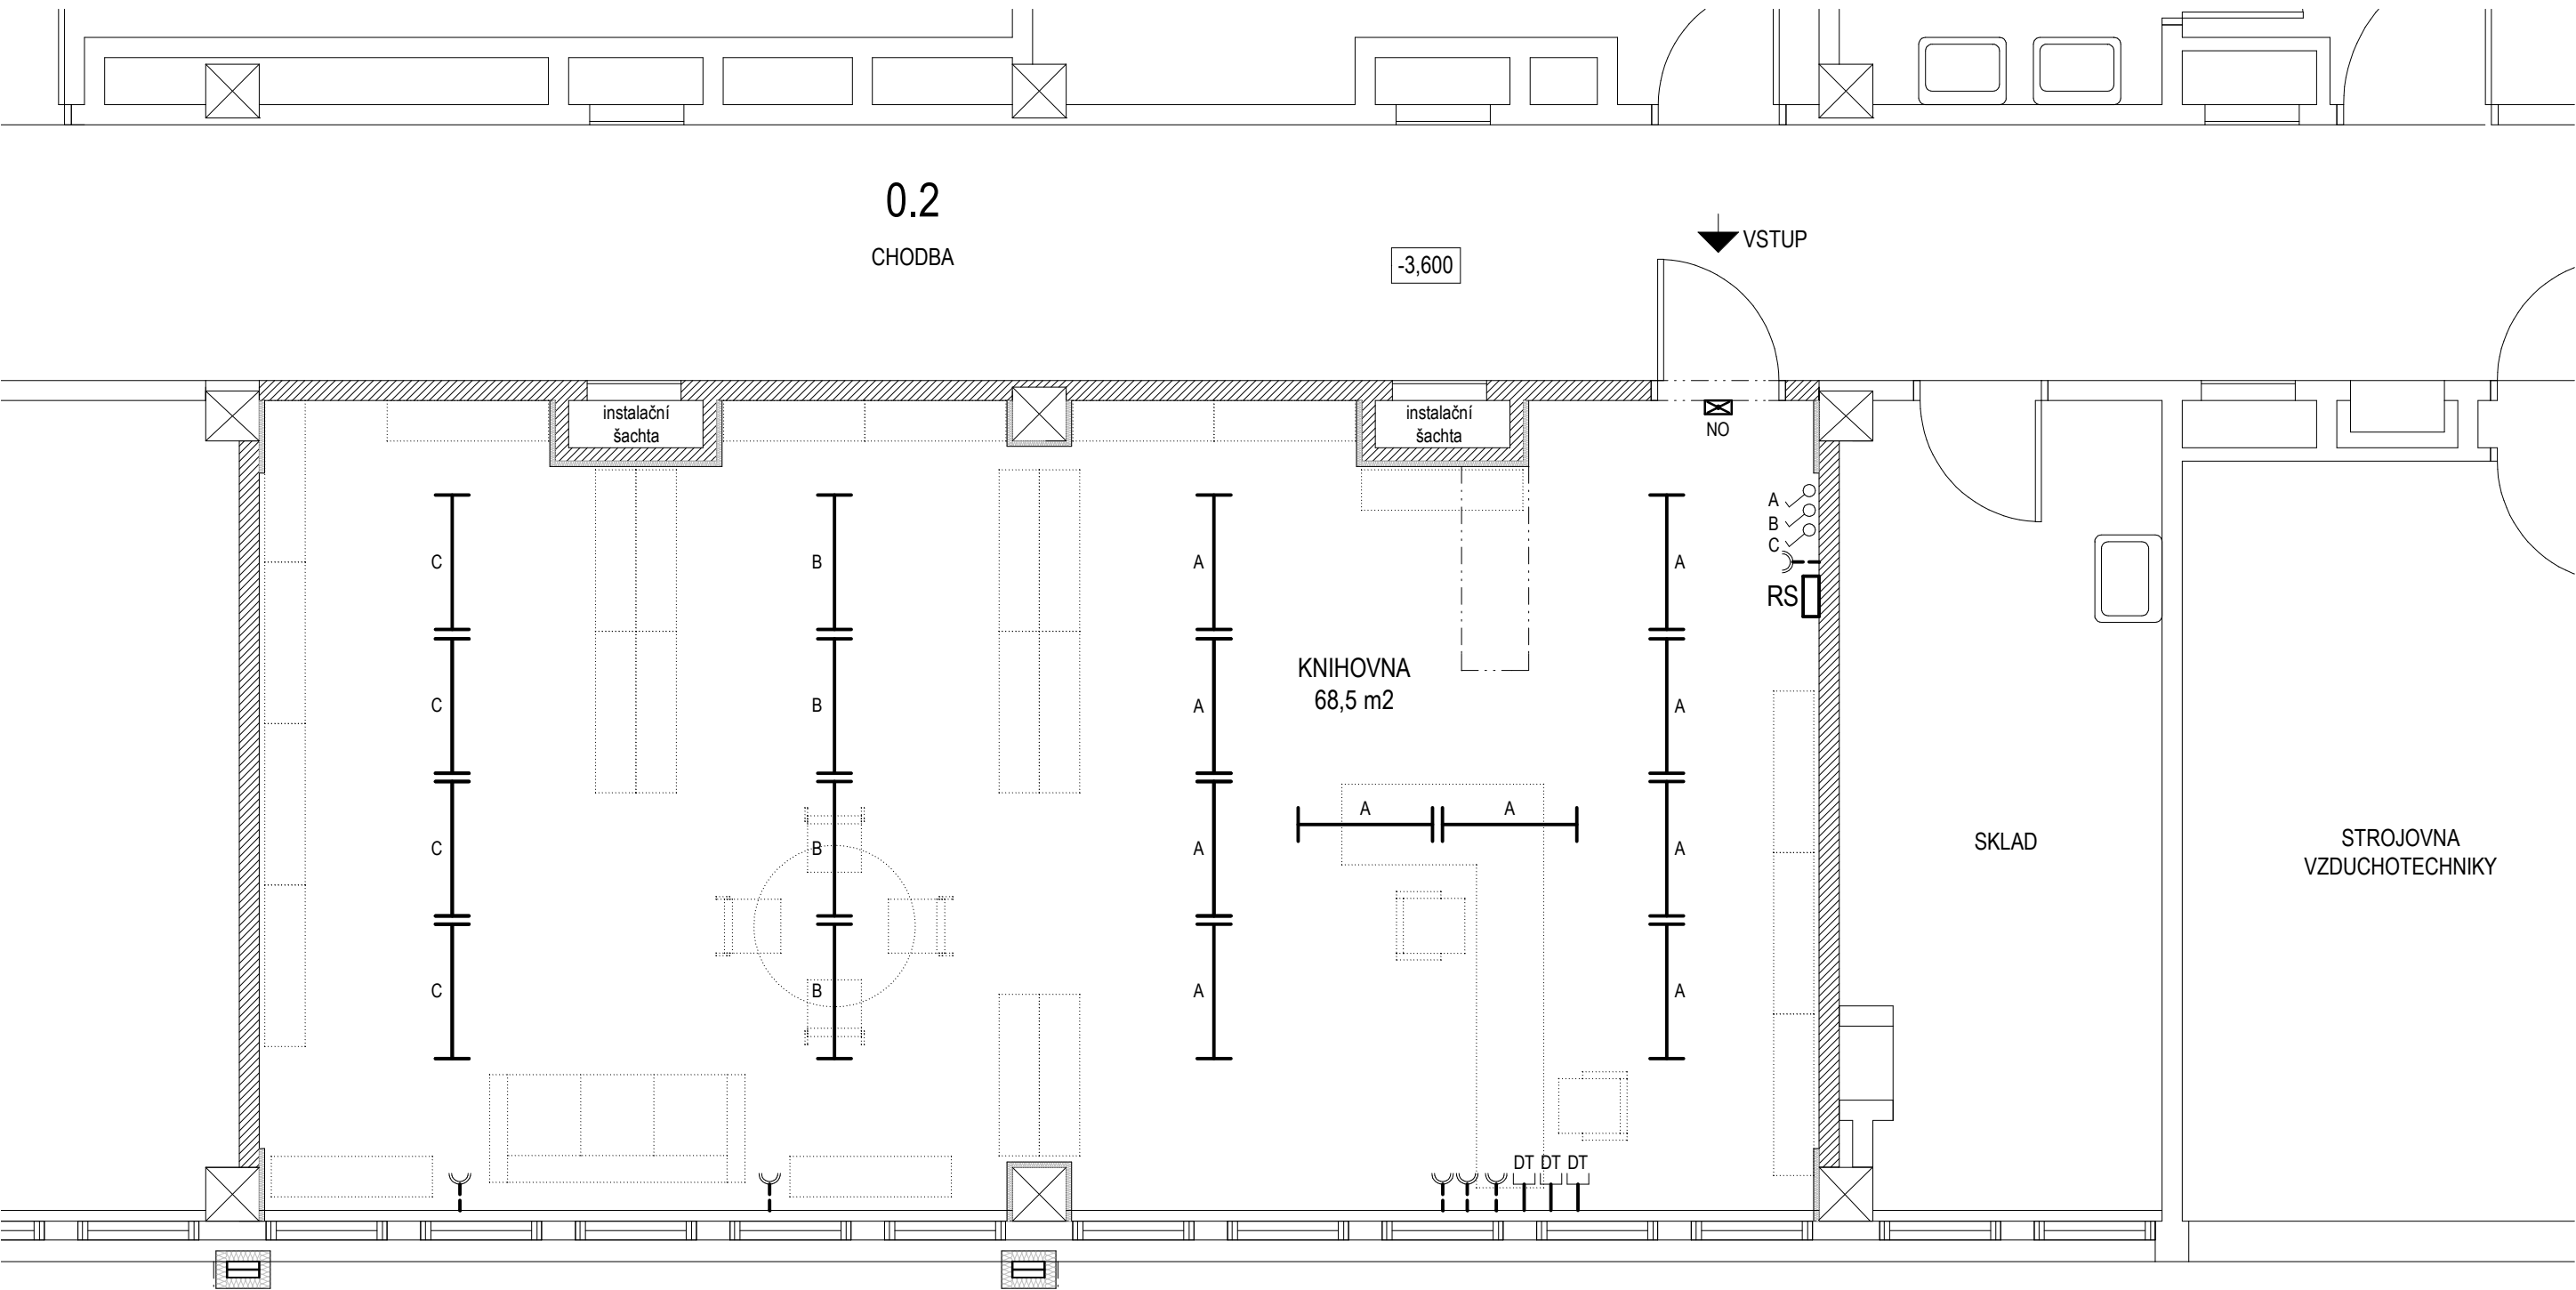 0.2
CHODBA
-3,600
VSTUP
instalační
šachta
instalační
šachta
NO
A
B
C
RS
C
B
A
A
KNIHOVNA
68,5 m2
C
B
A
A
A
A
C
B
A
A
SKLAD
STROJOVNA
VZDUCHOTECHNIKY
C
B
A
A
DT DT DT